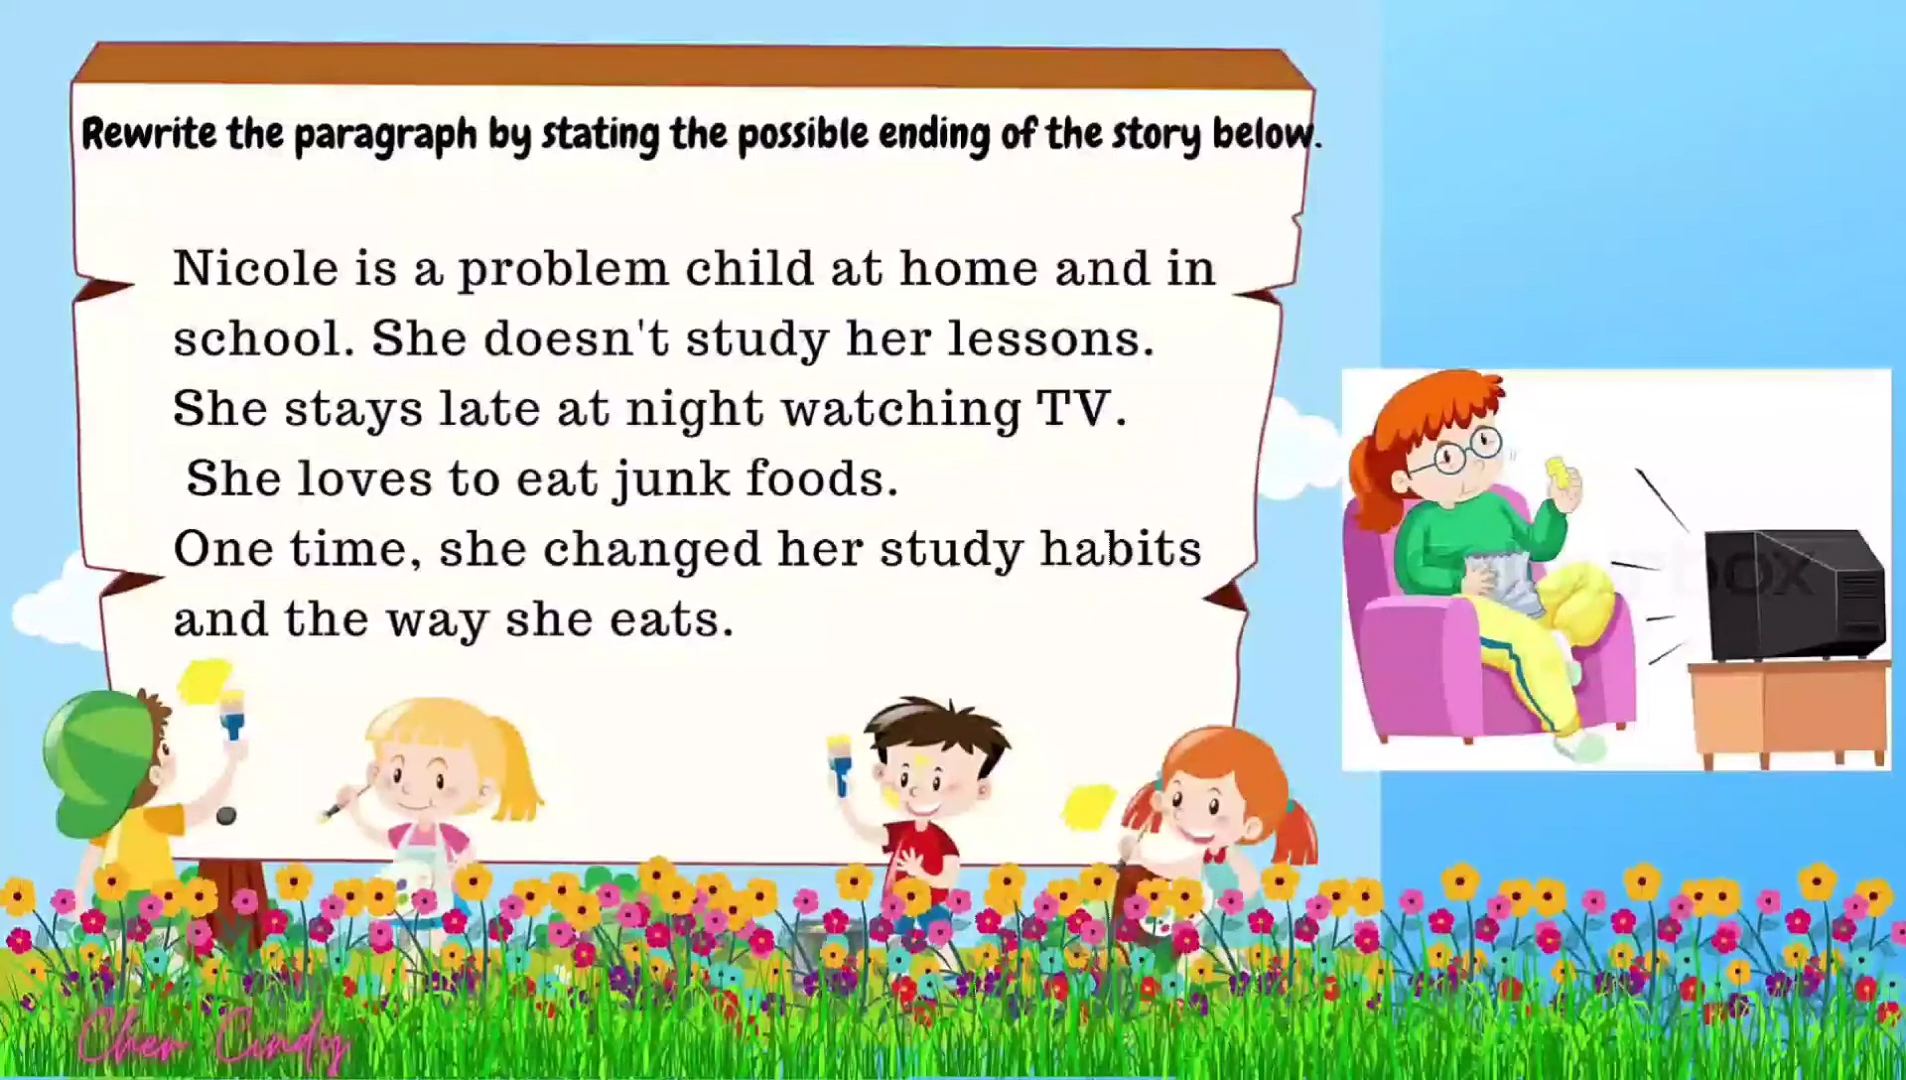 Rewrite the paragraph by stating the possible ending of the story below.
Nicole is a problem child at home and in
school. She doesn't study her lessons.
She stays late at night watching TV.
She loves to eat junk foods.
One time, she changed her study habits
and the way she eats.
Cher Cindy